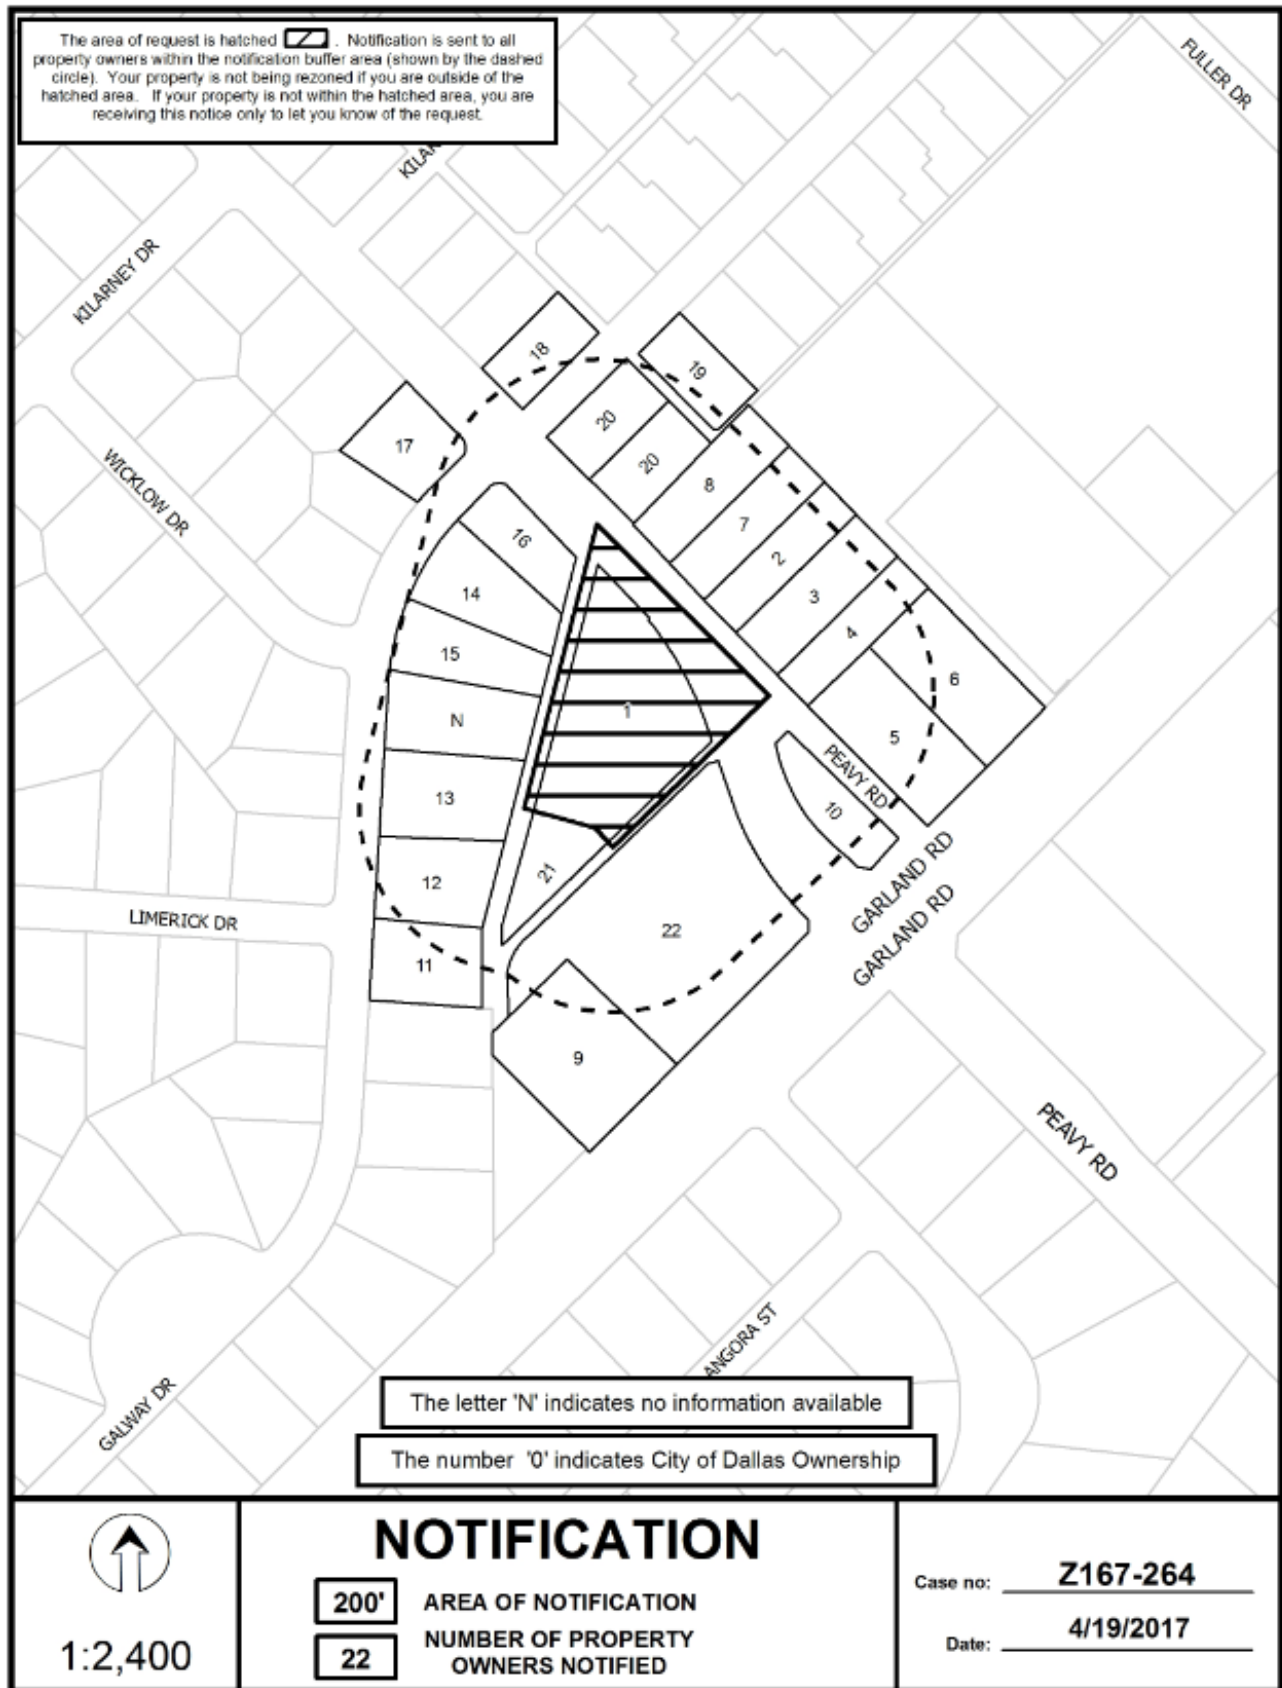 The area of request is hatched . Notification is sent to all
property owners within the notification buffer area (shown by the dashed
circle). Your property is not being rezoned if you are outside of the
hatched area. If your property is not within the hatched area, you are
receiving this notice only to let you know of the request.
FULLER DR
KILAR
KILARNEY DR
18
19
20
17
20
WICKLOW DR
8
16
7
2
14
3
4
15
6
1
N
5
PEAVY RD
13
10
21
12
GARLAND RD
LIMERICK DR
GARLAND RD
22
11
9
PEAVY RD
ANGORA ST
GALWAY DR
The letter 'N' indicates no information available
The number '0' indicates City of Dallas Ownership
1:2,400
NOTIFICATION
200' AREA OF NOTIFICATION
22 NUMBER OF PROPERTY
OWNERS NOTIFIED
Case no: Z167-264
Date: 4/19/2017